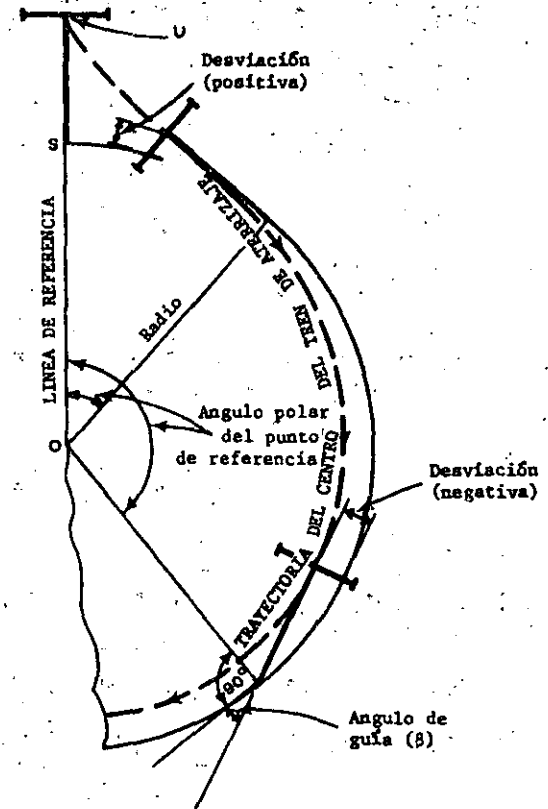 U
Desviación
(positiva)
S
LINEA DE REFERENCIA
Radio
TRAYECTORIA DEL CENTRO DEL TREN DE ATERRIZAJE
Angulo polar
del punto
de referencia
O
Desviación
(negativa)
90°
Angulo de
guía (β)